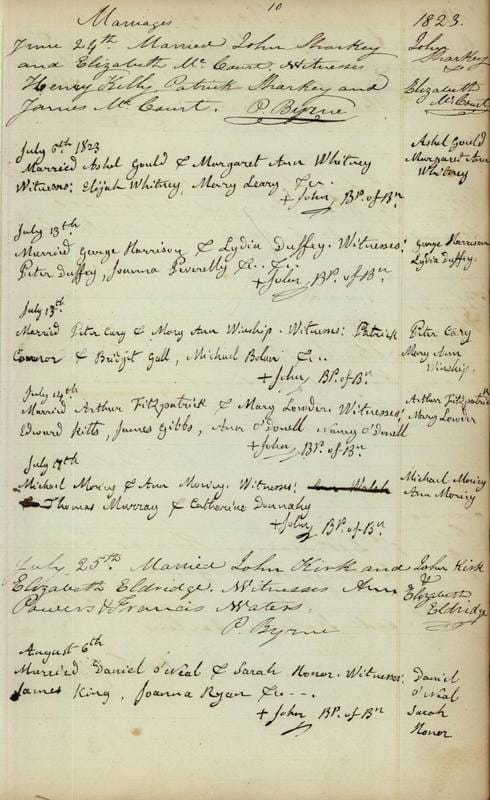 10
Marriages 1823.
June 24th. Married John Sharkey
and Elizabeth Mc Court. Witnesses
Henry Kelly, Patrick Sharkey and
James Mc Court. P. Byrne
John
Sharkey
Elizabeth
Mc Court
July 6th 1823
Married Ashel Gould & Margaret Ann Whitney
Witness: Elijah Whitney, Mary Leary &c.
+ John, BP. of Bn
Ashel Gould
Margaret Ann
Whitney
July 13th
Married George Harrison & Lydia Duffey. Witnesses:
Peter Duffey, Joanna Peverelly &c.
+ John, BP. of Bn
George Harrison
Lydia Duffey.
July 13th.
Married Peter Cary & Mary Ann Winship. Witnesses: Patrick
Connor & Bridget Gall, Michael Bolan &c..
+ John, BP. of Bn.
Peter Cary
Mary Ann
Winship.
July 14th
Married Arthur Fitzpatrick & Mary Lowder. Witnesses:
Edward Kitts, James Gibbs, Ann O'Donell Nancy O'Donell
+ John, BP. of Bn.
Arthur Fitzpatrick
Mary Lowder
July 17th
Michael Moriey & Ann Moriey. Witnesses: Ann Walsh
& Thomas Murray & Catharine Donnahy
+ John, BP. of Bn.
Michael Moriey
Ann Moriey
July 25th Married John Kirk and
Elizabeth Eldridge. Witnesses Ann
Powers & Francis Waters.
P. Byrne
John Kirk
&
Elizabeth
Eldridge
August 6th
Married Daniel O'Neal & Sarah Honor. Witnesses:
James King, Joanna Ryan &c---.
+ John BP. of Bn
Daniel
O'Neal
Sarah
Honor